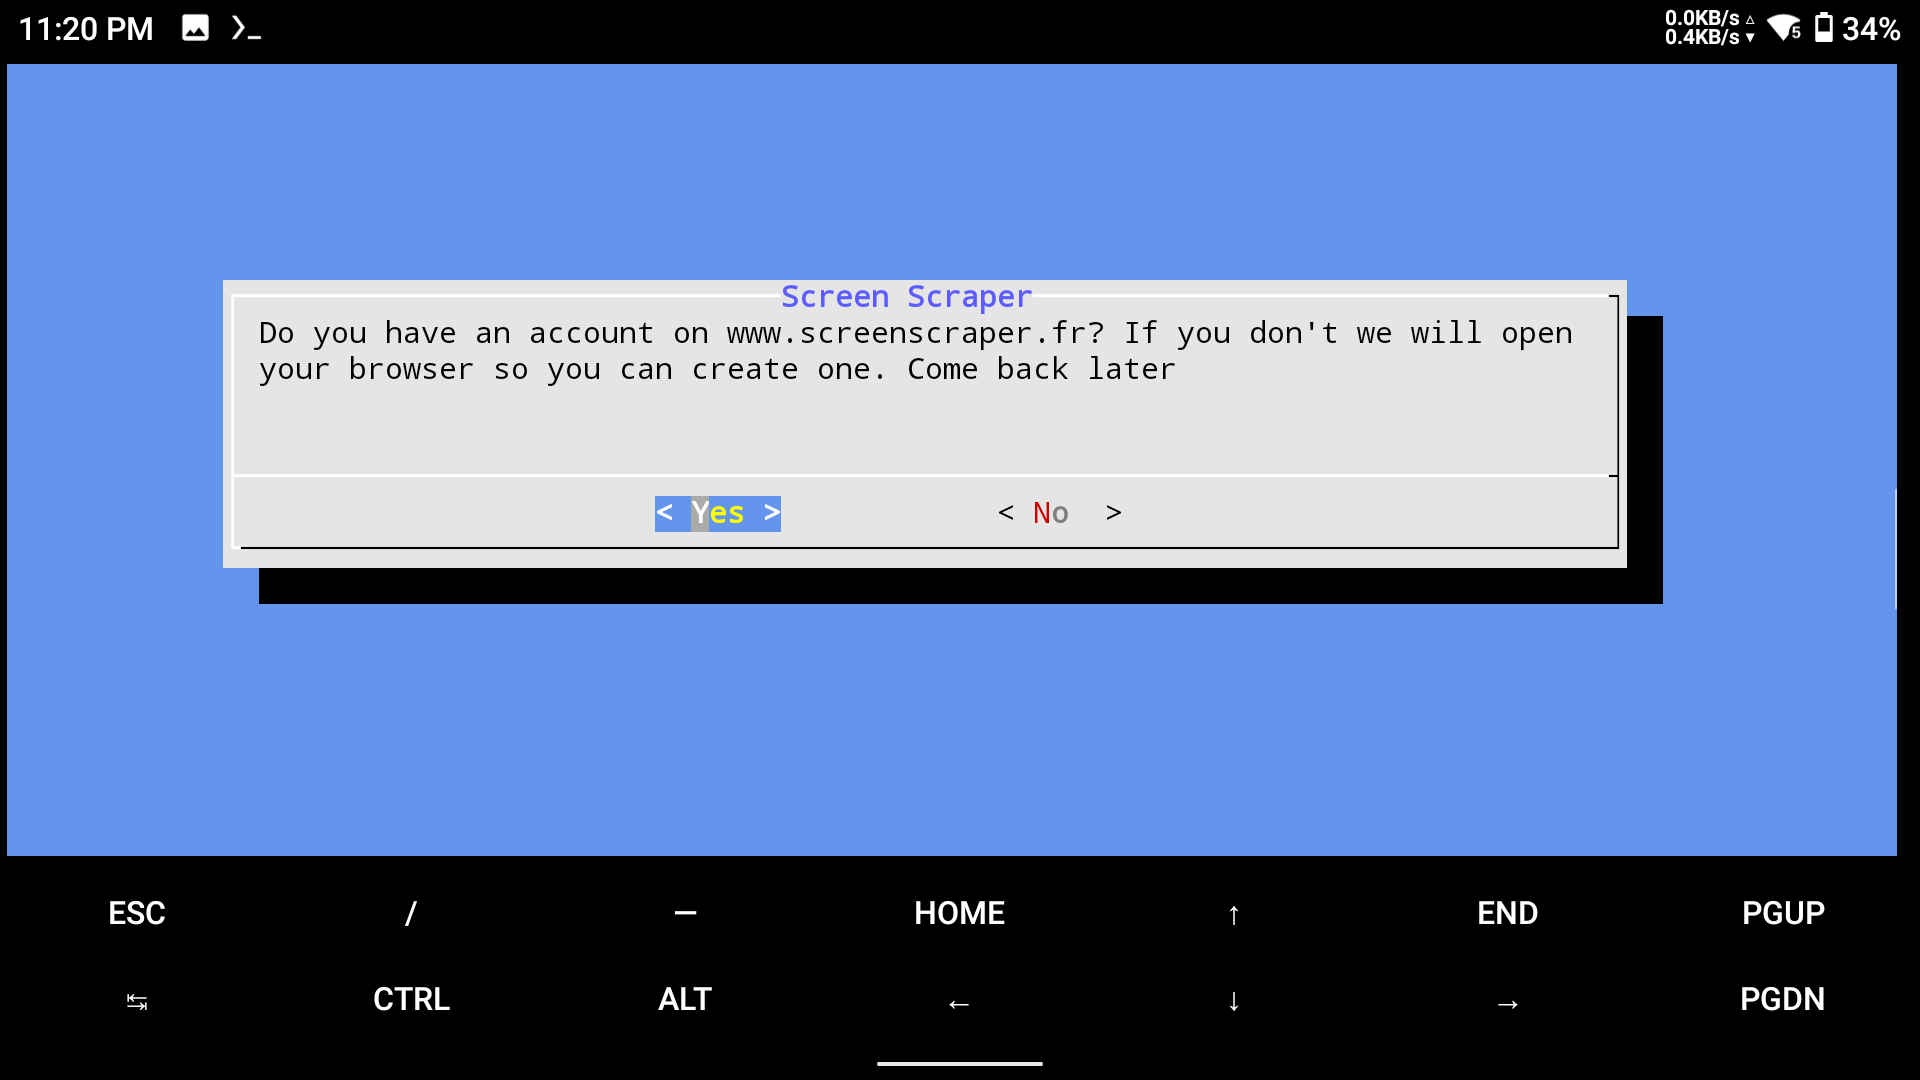 11:20 PM
0.0KB/s
0.4KB/s
5
34%
Screen Scraper
Do you have an account on www.screenscraper.fr? If you don't we will open
your browser so you can create one. Come back later
< Yes > < No >
ESC / — HOME ↑ END PGUP
↹ CTRL ALT ← ↓ → PGDN